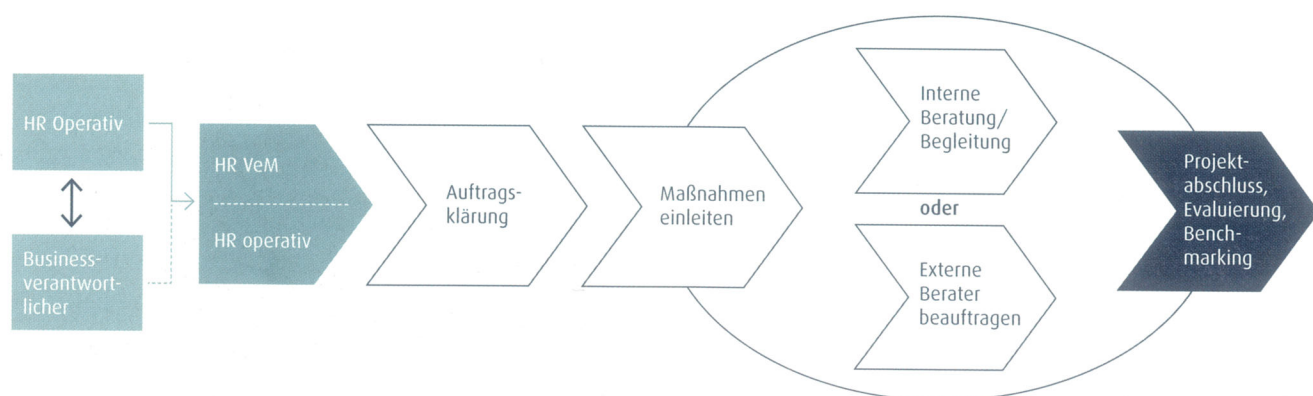 HR Operativ
Business-
verantwort-
licher
HR VeM
HR operativ
Auftrags-
klärung
Maßnahmen
einleiten
Interne
Beratung/
Begleitung
oder
Externe
Berater
beauftragen
Projekt-
abschluss,
Evaluierung,
Bench-
marking